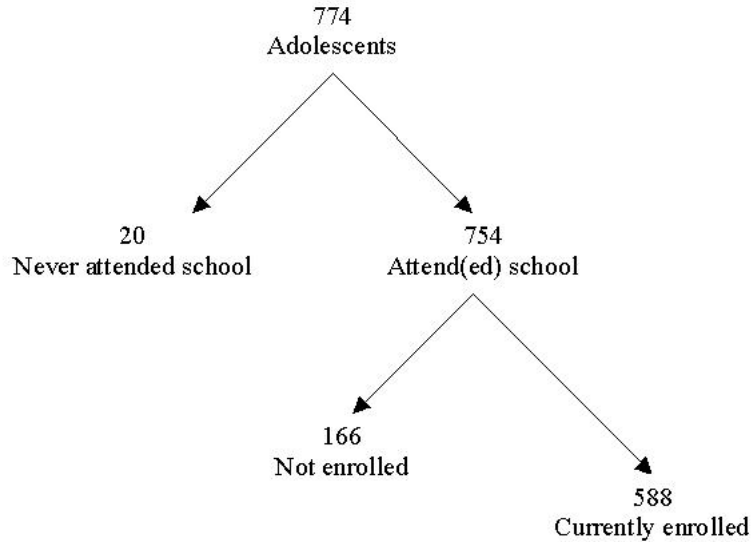 774
Adolescents
20
Never attended school
754
Attend(ed) school
166
Not enrolled
588
Currently enrolled